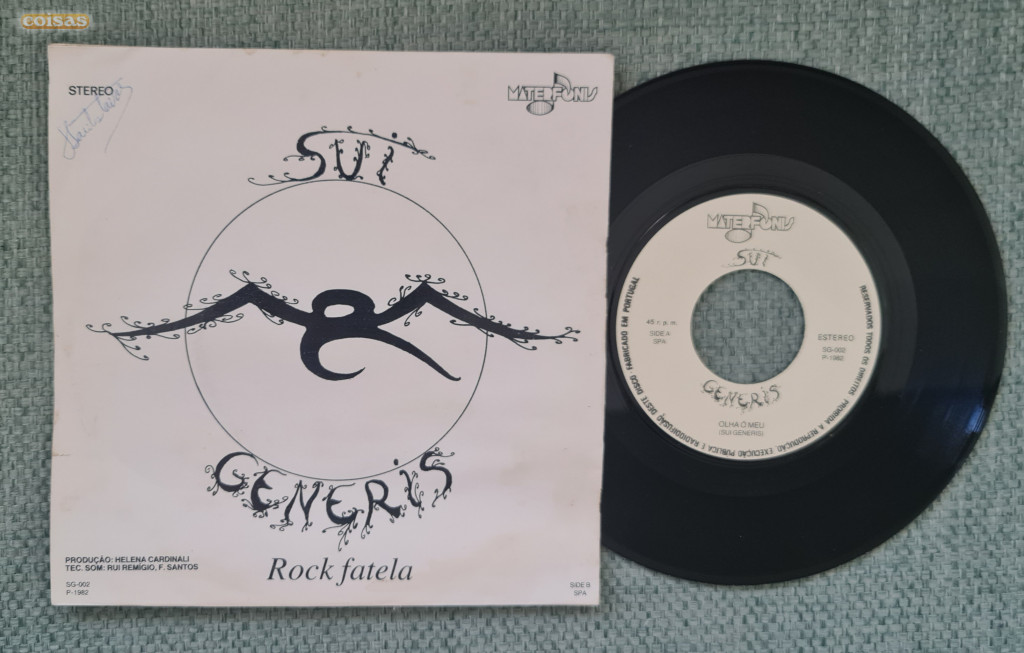 coisas
STEREO
MATERFONIS
SUI
GENERIS
PRODUÇÃO: HELENA CARDINALI
TEC. SOM: RUI REMÍGIO, F. SANTOS
Rock fatela
SG-002
P-1982
SIDE B
SPA
MATERFONIS
SUI
45 r. p. m.
SIDE A
SPA
ESTEREO
SG-002
P-1982
GENERIS
OLHA Ó MEU
(SUI GENERIS)
RESERVADOS TODOS OS DIREITOS PROIBIDA A REPRODUÇÃO, EXECUÇÃO PÚBLICA E RADIODIFUSÃO, DESTE DISCO. FABRICADO EM PORTUGAL